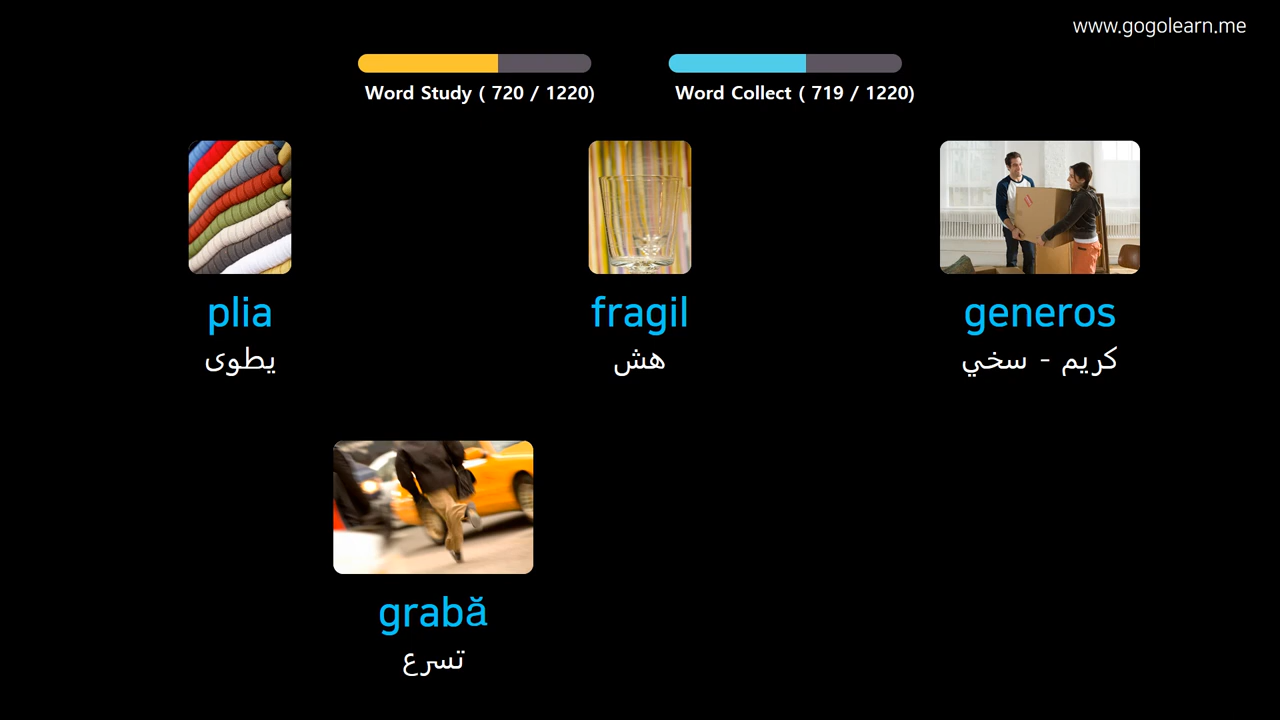 www.gogolearn.me
Word Study ( 720 / 1220)
Word Collect ( 719 / 1220)
plia
يطوى
fragil
هش
generos
كريم - سخي
grabă
تسرع